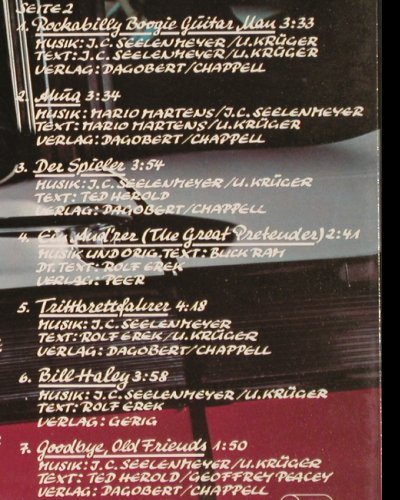 SEITE 2
1. Rockabilly Boogie Guitar Man 3:33
MUSIK: J.C. SEELENMEYER/U. KRÜGER
TEXT: J.C. SEELENMEYER/U. KRÜGER
VERLAG: DAGOBERT/CHAPPELL
2. 3:34
MUSIK: MARIO MARTENS/J.C. SEELENMEYER
TEXT: MARIO MARTENS/U. KRÜGER
VERLAG: DAGOBERT/CHAPPELL
3. Der Spieler 3:54
MUSIK: J.C. SEELENMEYER/U. KRÜGER
TEXT: TED HEROLD
VERLAG: DAGOBERT/CHAPPELL
4. (The Great Pretender) 2:41
MUSIK UND ORIG. TEXT: BUCK RAM
DT. TEXT: ROLF EREK
VERLAG: PEER
5. Trittbrettfahrer 4:18
MUSIK: J.C. SEELENMEYER
TEXT: ROLF EREK/U. KRÜGER
VERLAG: DAGOBERT/CHAPPELL
6. Bill Haley 3:58
MUSIK: J.C. SEELENMEYER/U. KRÜGER
TEXT: ROLF EREK
VERLAG: GERIG
7. Goodbye, Old Friends 1:50
MUSIK: J.C. SEELENMEYER/U. KRÜGER
TEXT: TED HEROLD/GEOFFREY PEACEY
VERLAG: DAGOBERT/CHAPPELL